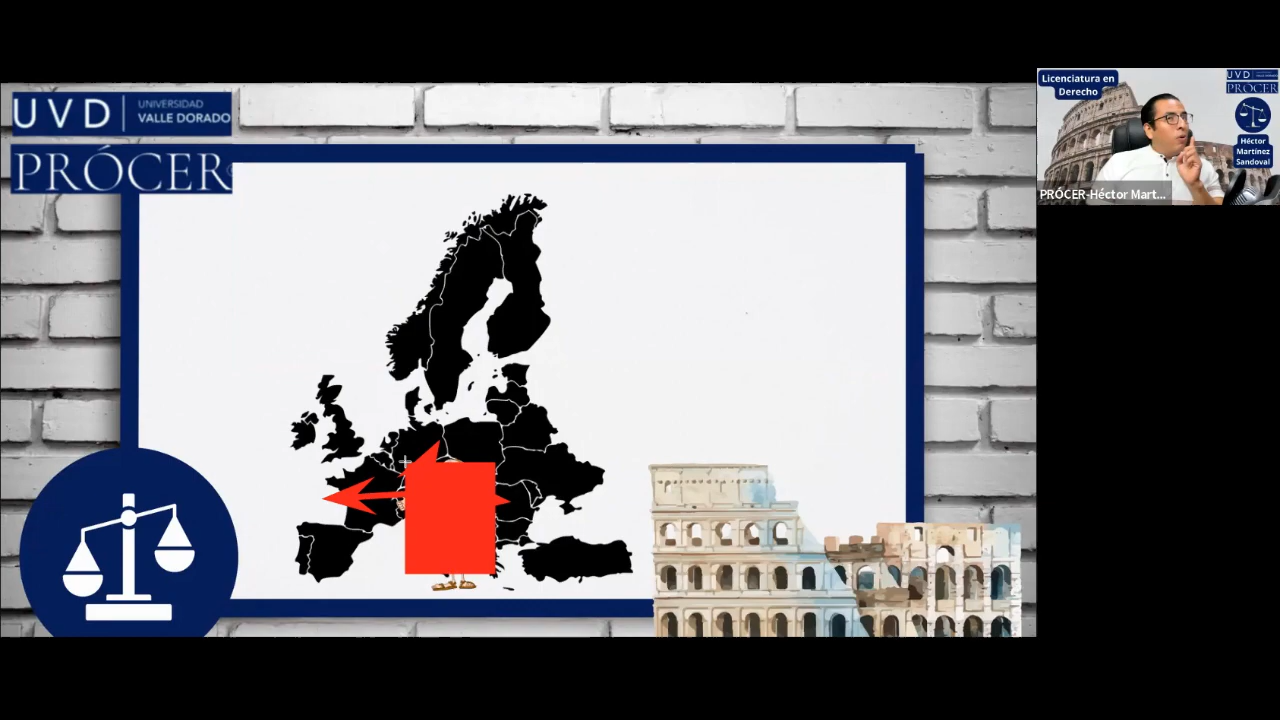 UVD
UNIVERSIDAD
VALLE DORADO
PRÓCER
Licenciatura en
Derecho
UVD
PRÓCER
Héctor
Martínez
Sandoval
PRÓCER-Héctor Mart...